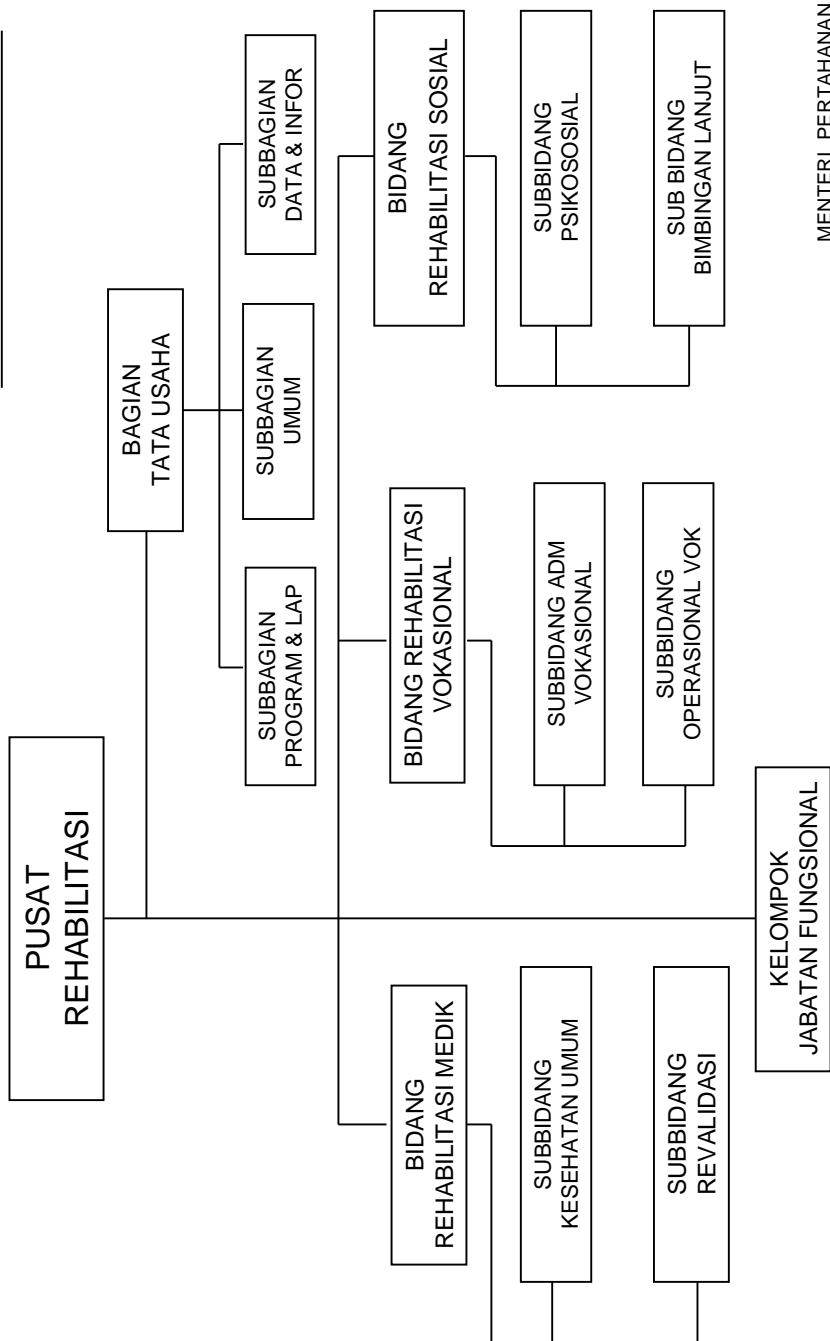 PUSAT
REHABILITASI
BAGIAN
TATA USAHA
SUBBAGIAN
PROGRAM & LAP
SUBBAGIAN
UMUM
SUBBAGIAN
DATA & INFOR
BIDANG
REHABILITASI MEDIK
BIDANG REHABILITASI
VOKASIONAL
BIDANG
REHABILITASI SOSIAL
SUBBIDANG
KESEHATAN UMUM
SUBBIDANG ADM
VOKASIONAL
SUBBIDANG
PSIKOSOSIAL
SUBBIDANG
REVALIDASI
SUBBIDANG
OPERASIONAL VOK
SUB BIDANG
BIMBINGAN LANJUT
KELOMPOK
JABATAN FUNGSIONAL
MENTERI PERTAHANAN